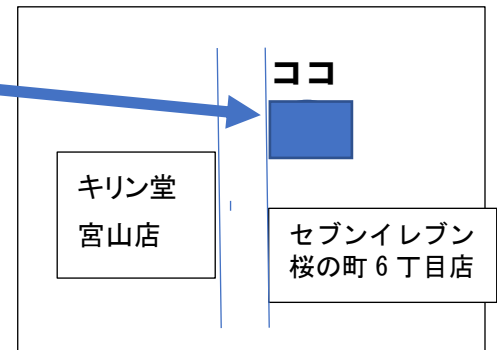 ココ
キリン堂
宮山店
セブンイレブン
桜の町６丁目店